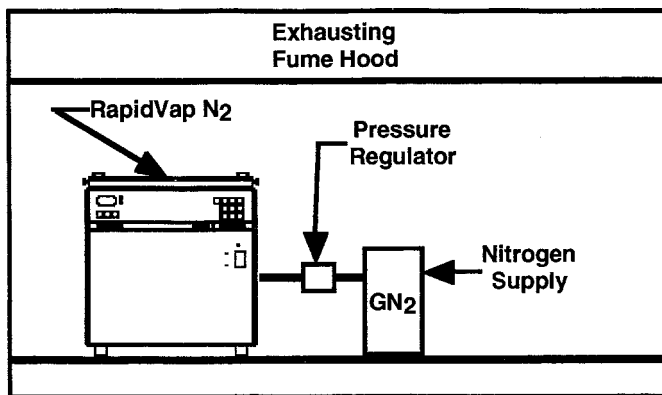 Exhausting
Fume Hood
RapidVap N2
Pressure
Regulator
Nitrogen
Supply
GN2